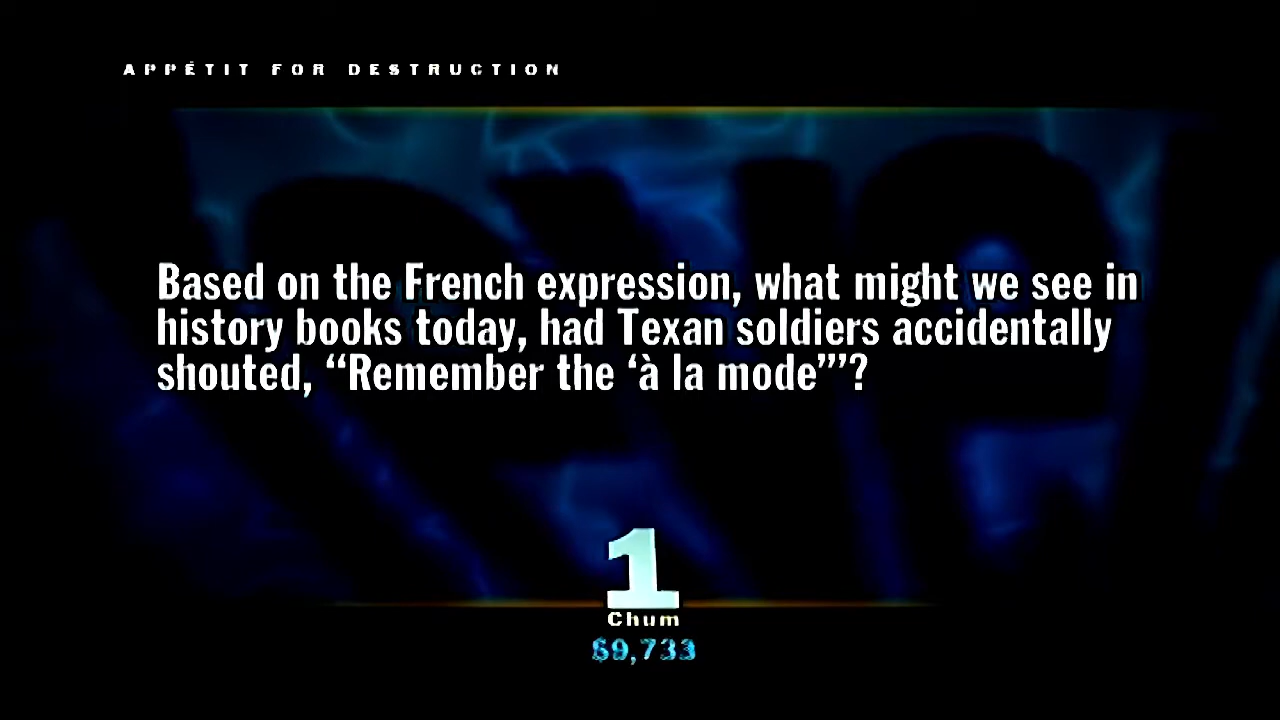 APPÉTIT FOR DESTRUCTION
Based on the French expression, what might we see in
history books today, had Texan soldiers accidentally
shouted, “Remember the ‘à la mode’”?
1
Chum
$9,733